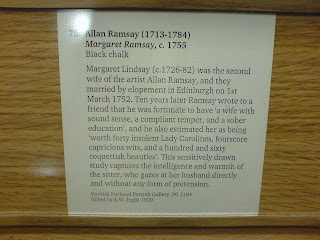 75. Allan Ramsay (1713-1784)
Margaret Ramsay, c. 1755
Black chalk
Margaret Lindsay (c.1726-82) was the second
wife of the artist Allan Ramsay, and they
married by elopement in Edinburgh on 1st
March 1752. Ten years later Ramsay wrote to a
friend that he was fortunate to have 'a wife with
sound sense, a compliant temper, and a sober
education', and he also estimated her as being
'worth forty insolent Lady Carolines, fourscore
capricious wits, and a hundred and sixty
coquettish beauties'. This sensitively drawn
study captures the intelligence and warmth of
the sitter, who gazes at her husband directly
and without any form of pretension.
Scottish National Portrait Gallery, PG 1104
Gifted by A.W. Inglis 1929